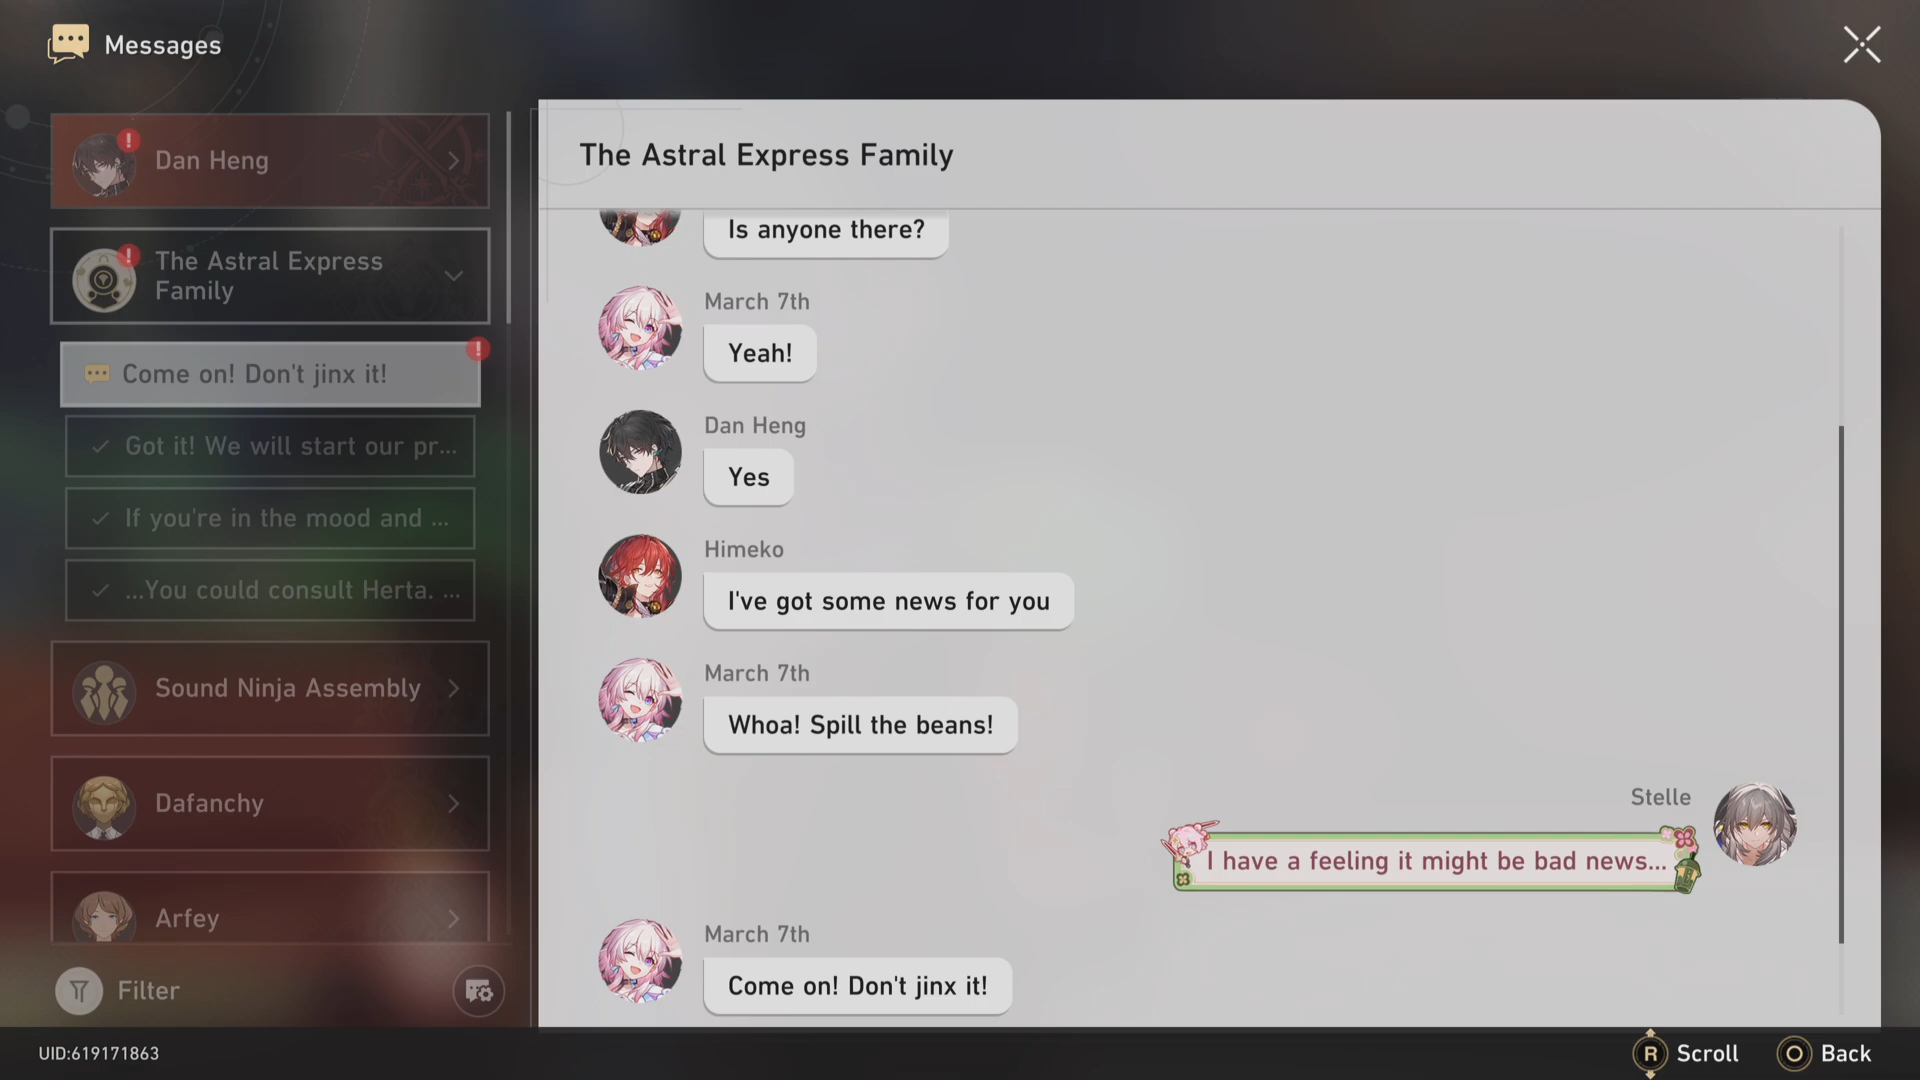 Messages
Dan Heng
The Astral Express
Family
Come on! Don't jinx it!
Got it! We will start our pr...
If you're in the mood and ...
...You could consult Herta. ...
Sound Ninja Assembly
Dafanchy
Arfey
Filter
The Astral Express Family
Is anyone there?
March 7th
Yeah!
Dan Heng
Yes
Himeko
I've got some news for you
March 7th
Whoa! Spill the beans!
Stelle
I have a feeling it might be bad news...
March 7th
Come on! Don't jinx it!
UID:619171863
R Scroll
Back